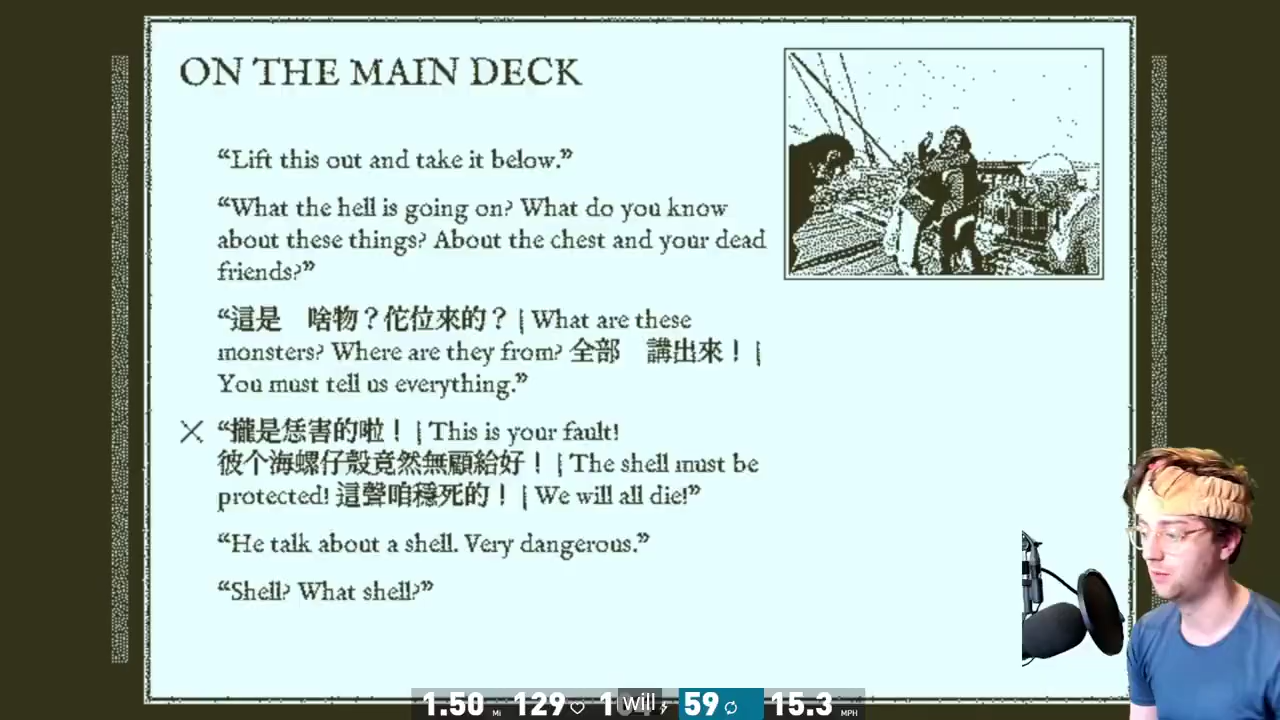 ON THE MAIN DECK
“Lift this out and take it below.”
“What the hell is going on? What do you know
about these things? About the chest and your dead
friends?”
“這是　啥物？佗位來的？ | What are these
monsters? Where are they from? 全部　講出來！ |
You must tell us everything.”
“攏是恁害的啦！ | This is your fault!
彼个海螺仔殼竟然無顧給好！ | The shell must be
protected! 這聲咱穩死的！ | We will all die!”
“He talk about a shell. Very dangerous.”
“Shell? What shell?”
1.50 Mi 129 will 59 15.3 MPH